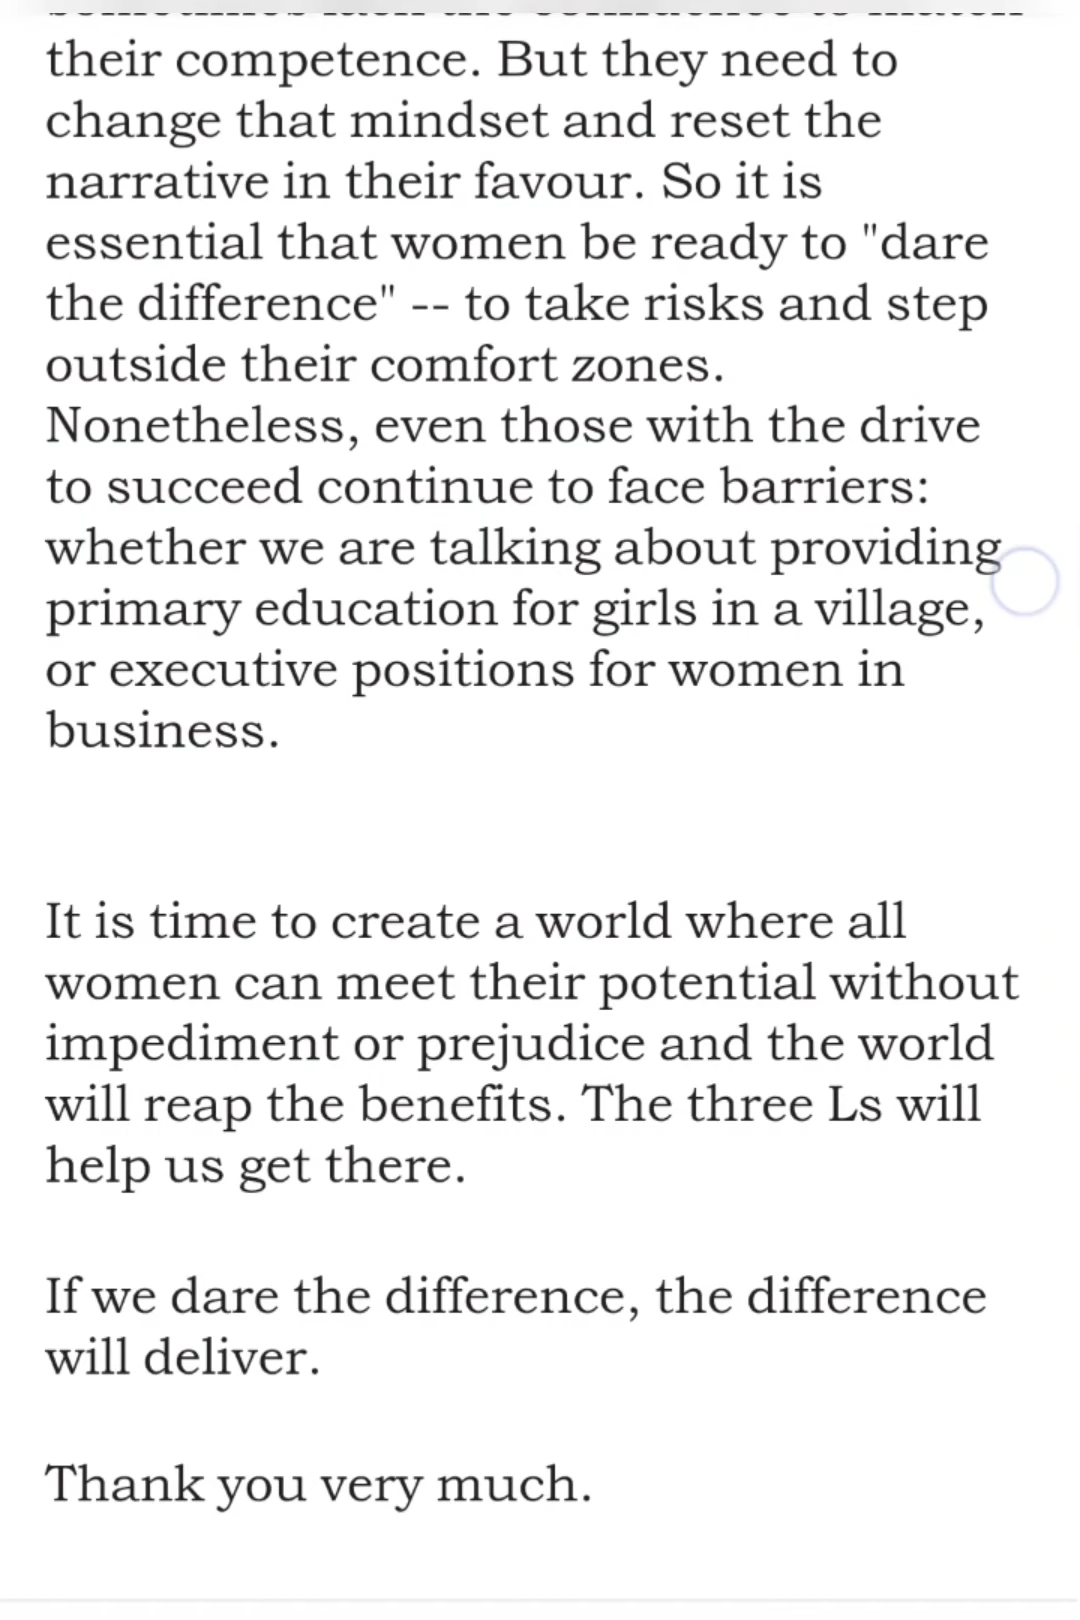 their competence. But they need to
change that mindset and reset the
narrative in their favour. So it is
essential that women be ready to "dare
the difference" -- to take risks and step
outside their comfort zones.
Nonetheless, even those with the drive
to succeed continue to face barriers:
whether we are talking about providing
primary education for girls in a village,
or executive positions for women in
business.
It is time to create a world where all
women can meet their potential without
impediment or prejudice and the world
will reap the benefits. The three Ls will
help us get there.
If we dare the difference, the difference
will deliver.
Thank you very much.